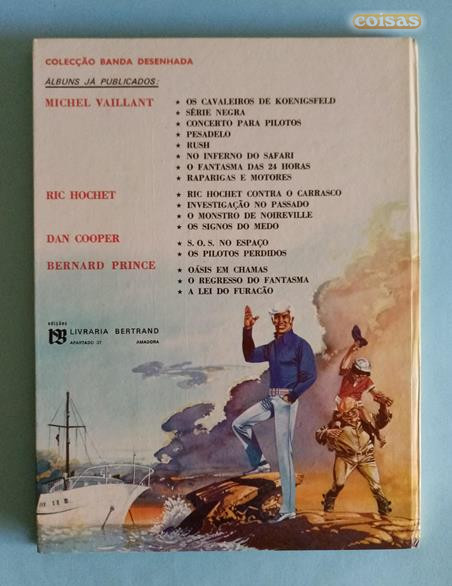 coisas
COLECÇÃO BANDA DESENHADA
ÁLBUNS JÁ PUBLICADOS:
MICHEL VAILLANT
★ OS CAVALEIROS DE KOENIGSFELD
★ SÉRIE NEGRA
★ CONCERTO PARA PILOTOS
★ PESADELO
★ RUSH
★ NO INFERNO DO SAFARI
★ O FANTASMA DAS 24 HORAS
★ RAPARIGAS E MOTORES
RIC HOCHET
★ RIC HOCHET CONTRA O CARRASCO
★ INVESTIGAÇÃO NO PASSADO
★ O MONSTRO DE NOIREVILLE
★ OS SIGNOS DO MEDO
DAN COOPER
★ S. O. S. NO ESPAÇO
★ OS PILOTOS PERDIDOS
BERNARD PRINCE
★ OÁSIS EM CHAMAS
★ O REGRESSO DO FANTASMA
★ A LEI DO FURACÃO
edições
LIVRARIA BERTRAND
APARTADO 37 AMADORA